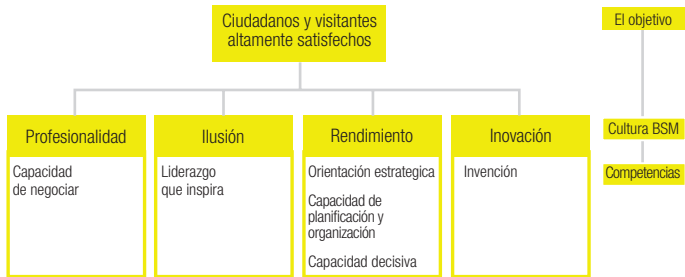 Ciudadanos y visitantes
altamente satisfechos
El objetivo
Profesionalidad
Ilusión
Rendimiento
Inovación
Cultura BSM
Capacidad
de negociar
Liderazgo
que inspira
Orientación estrategica
Capacidad de
planificación y
organización
Capacidad decisiva
Invención
Competencias